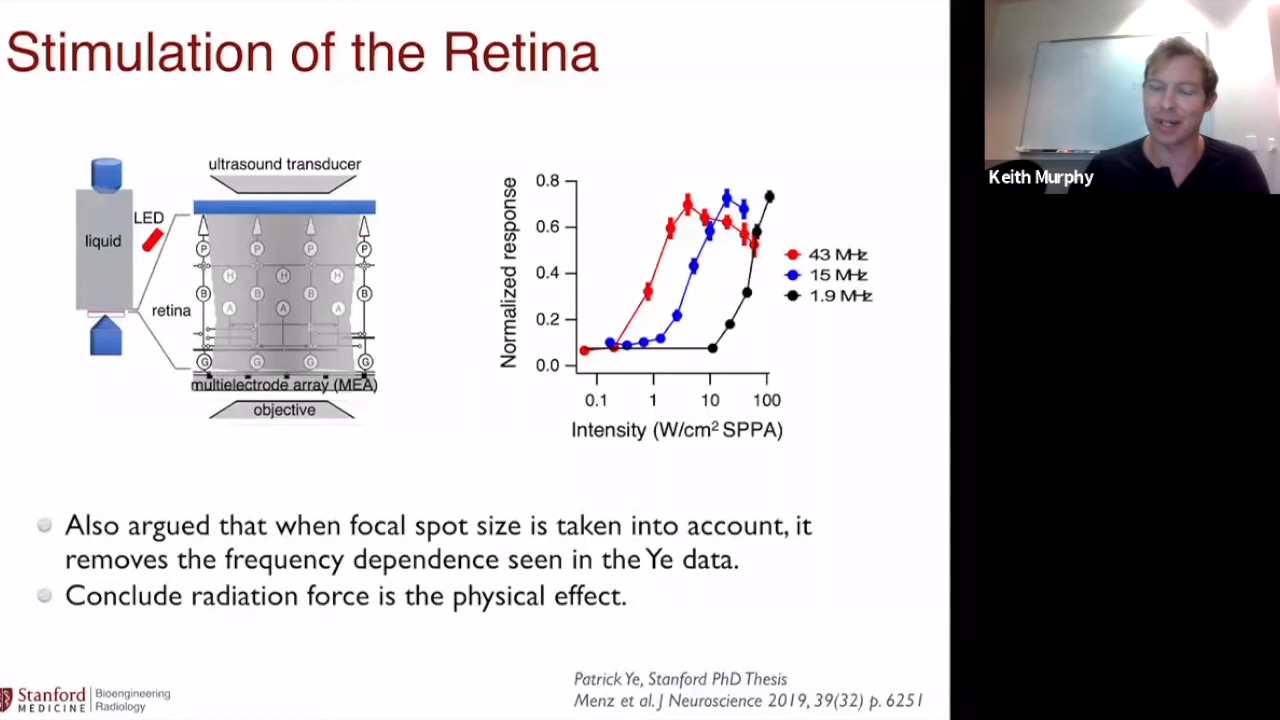 Stimulation of the Retina
Keith Murphy
ultrasound transducer
LED
liquid
retina
P P P P
H H H
B B B B
A A A
G G G G
multielectrode array (MEA)
objective
Normalized response
0.8
0.6
0.4
0.2
0.0
0.1 1 10 100
Intensity (W/cm² SPPA)
43 MHz
15 MHz
1.9 MHz
Also argued that when focal spot size is taken into account, it
removes the frequency dependence seen in the Ye data.
Conclude radiation force is the physical effect.
Patrick Ye, Stanford PhD Thesis
Menz et al. J Neuroscience 2019, 39(32) p. 6251
Stanford
MEDICINE
Bioengineering
Radiology